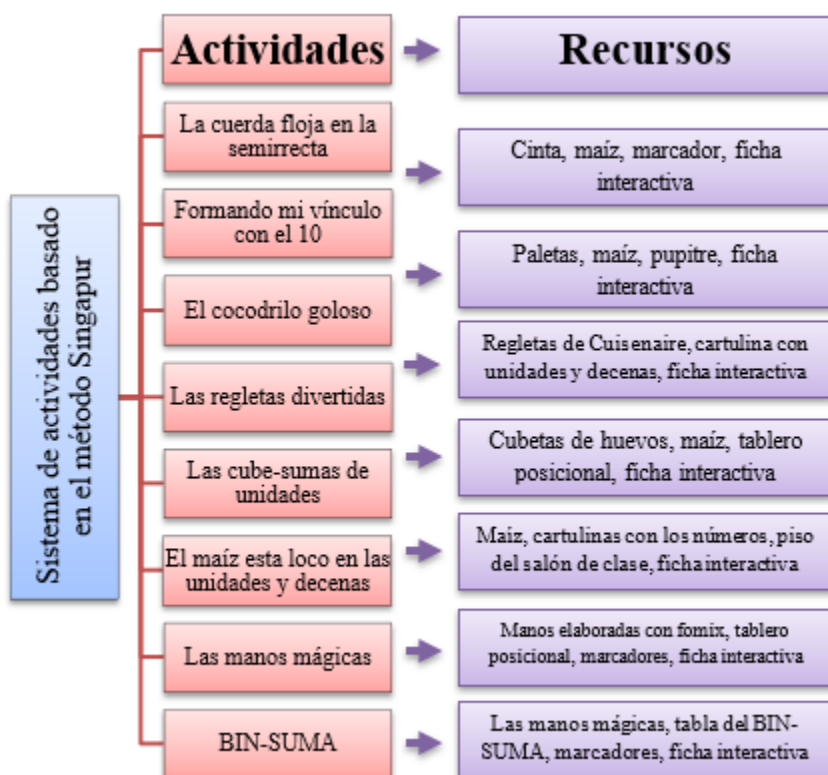 Actividades
Recursos
Sistema de actividades basado
en el método Singapur
La cuerda floja en la
semirrecta
Formando mi vínculo
con el 10
El cocodrilo goloso
Las regletas divertidas
Las cube-sumas de
unidades
El maíz esta loco en las
unidades y decenas
Las manos mágicas
BIN-SUMA
Cinta, maíz, marcador, ficha
interactiva
Paletas, maíz, pupitre, ficha
interactiva
Regletas de Cuisenaire, cartulina con
unidades y decenas, ficha interactiva
Cubetas de huevos, maíz, tablero
posicional, ficha interactiva
Maíz, cartulinas con los números, piso
del salón de clase, ficha interactiva
Manos elaboradas con fomix, tablero
posicional, marcadores, ficha interactiva
Las manos mágicas, tabla del BIN-
SUMA, marcadores, ficha interactiva